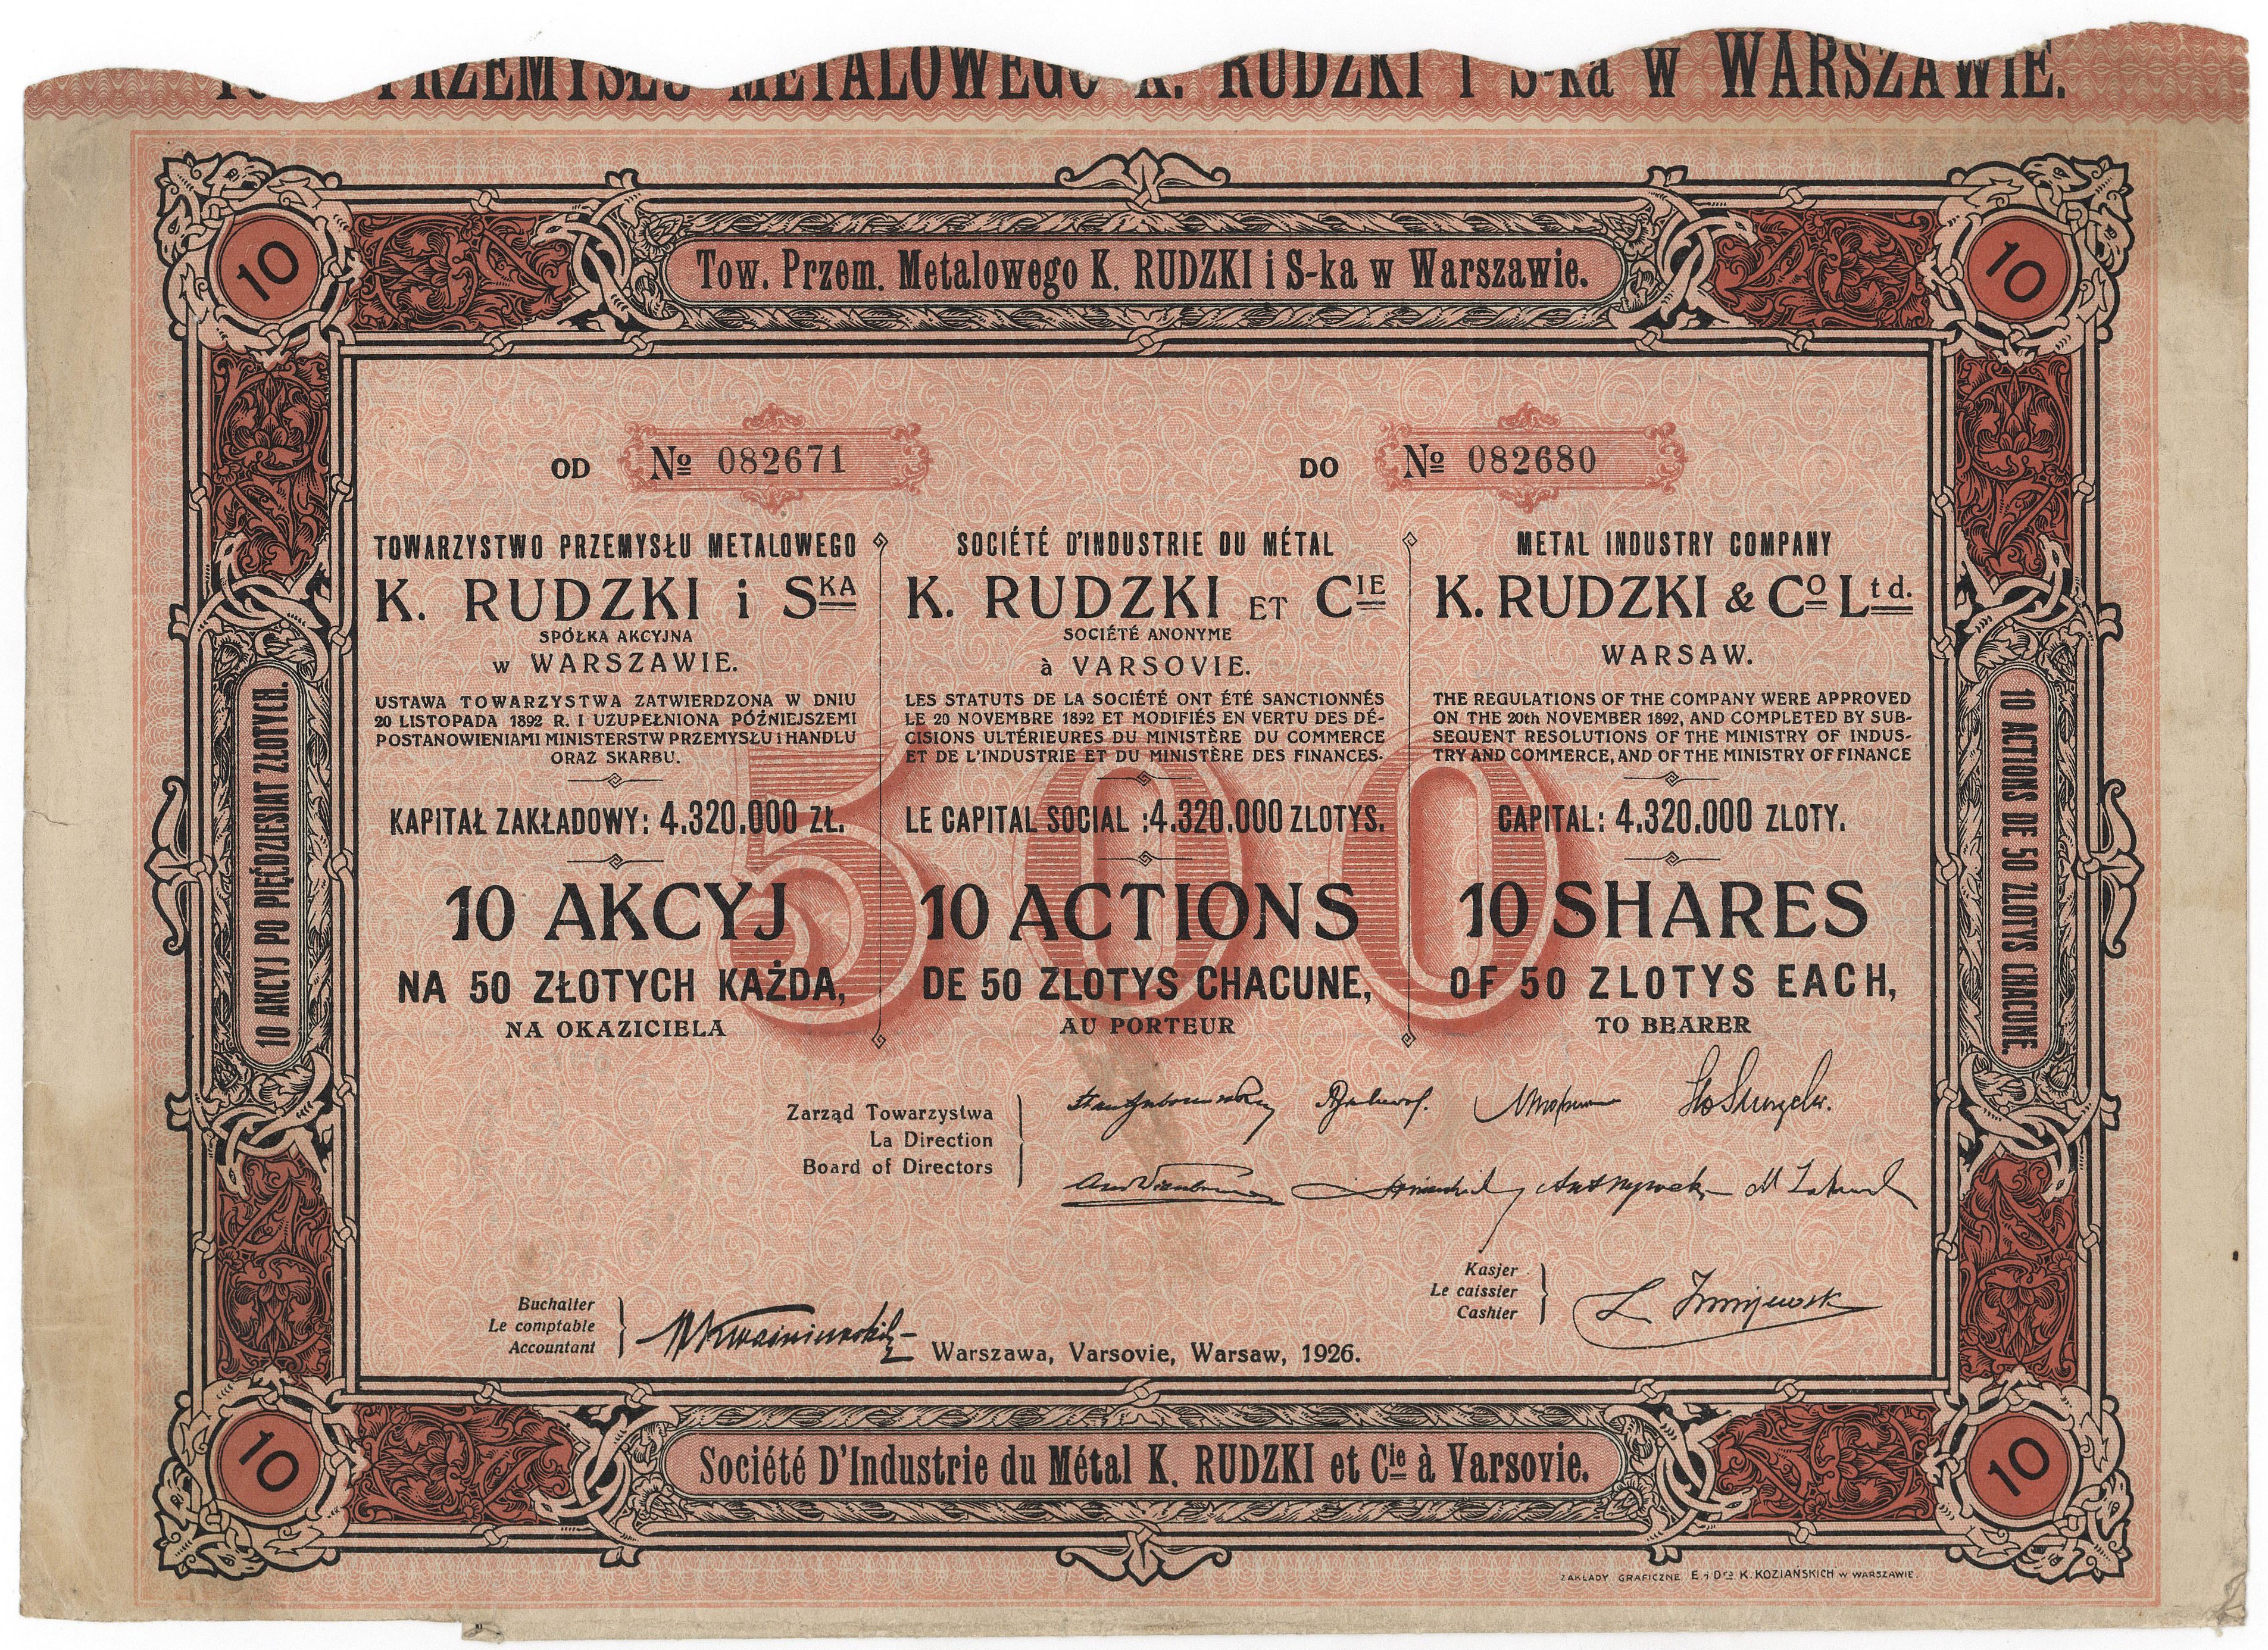 PRZEMYSŁU METALOWEGO K. RUDZKI i S-ka w WARSZAWIE.
10
Tow. Przem. Metalowego K. RUDZKI i S-ka w Warszawie.
10
OD № 082671
DO № 082680
TOWARZYSTWO PRZEMYSŁU METALOWEGO
K. RUDZKI i SKA
SPÓŁKA AKCYJNA
w WARSZAWIE.
USTAWA TOWARZYSTWA ZATWIERDZONA W DNIU
20 LISTOPADA 1892 R. I UZUPEŁNIONA PÓŹNIEJSZEMI
POSTANOWIENIAMI MINISTERSTW PRZEMYSŁU i HANDLU
ORAZ SKARBU.
KAPITAŁ ZAKŁADOWY: 4.320.000 ZŁ.
10 AKCYJ
NA 50 ZŁOTYCH KAŻDA,
NA OKAZICIELA
SOCIÉTÉ D'INDUSTRIE DU MÉTAL
K. RUDZKI ET CIE
SOCIÉTÉ ANONYME
à VARSOVIE.
LES STATUTS DE LA SOCIÉTÉ ONT ÉTÉ SANCTIONNÉS
LE 20 NOVEMBRE 1892 ET MODIFIÉS EN VERTU DES DÉ-
CISIONS ULTÉRIEURES DU MINISTÈRE DU COMMERCE
ET DE L'INDUSTRIE ET DU MINISTÈRE DES FINANCES.
LE CAPITAL SOCIAL : 4.320.000 ZLOTYS.
10 ACTIONS
DE 50 ZLOTYS CHACUNE,
AU PORTEUR
METAL INDUSTRY COMPANY
K. RUDZKI & Co Ltd.
WARSAW.
THE REGULATIONS OF THE COMPANY WERE APPROVED
ON THE 20th NOVEMBER 1892, AND COMPLETED BY SUB-
SEQUENT RESOLUTIONS OF THE MINISTRY OF INDUS-
TRY AND COMMERCE, AND OF THE MINISTRY OF FINANCE
CAPITAL: 4.320.000 ZLOTY.
10 SHARES
OF 50 ZLOTYS EACH,
TO BEARER
500
10 AKCYJ PO PIĘĆDZIESIAT ZŁOTYCH.
10 ACTIONS DE 50 ZLOTYS CHACUNE.
Zarząd Towarzystwa
La Direction
Board of Directors
Buchalter
Le comptable
Accountant
Kasjer
Le caissier
Cashier
Warszawa, Varsovie, Warsaw, 1926.
10
Société D'Industrie du Métal K. RUDZKI et Cie à Varsovie.
10
ZAKŁADY GRAFICZNE E. i Dra K. KOZIAŃSKICH w WARSZAWIE.